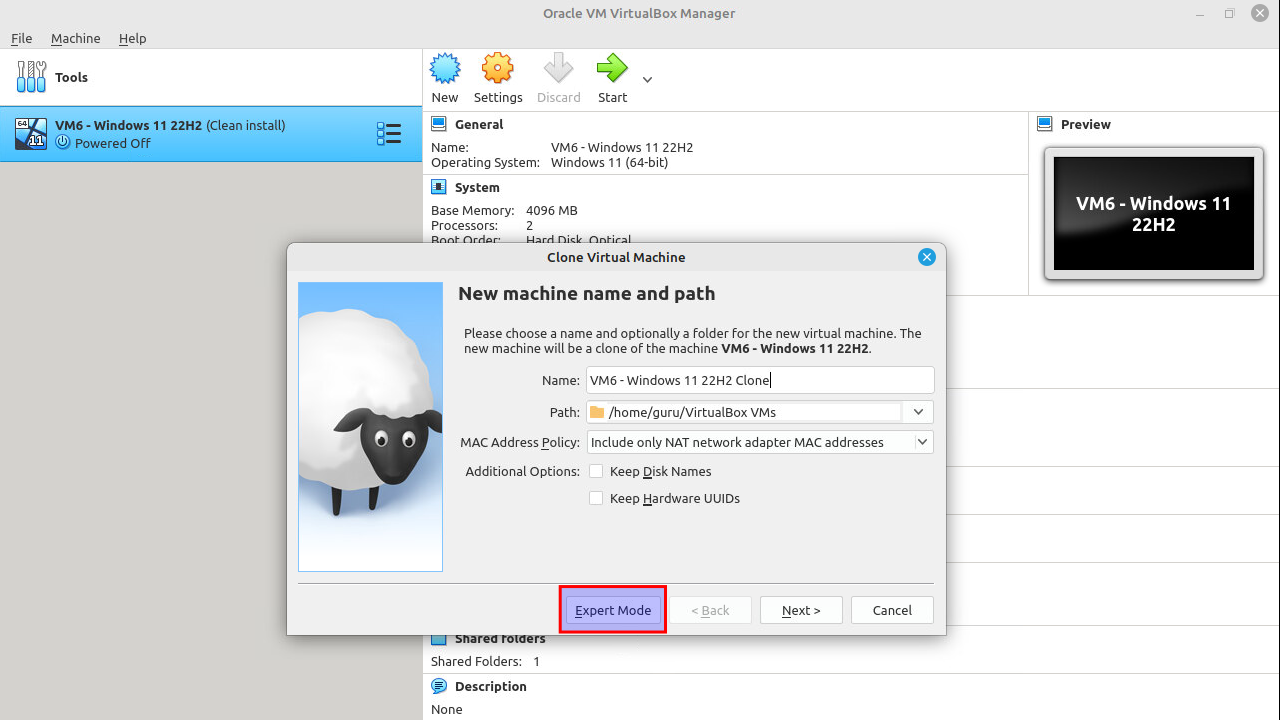 Oracle VM VirtualBox Manager
File Machine Help
Tools
New Settings Discard Start
64
11
VM6 - Windows 11 22H2 (Clean install)
Powered Off
General
Name: VM6 - Windows 11 22H2
Operating System: Windows 11 (64-bit)
Preview
VM6 - Windows 11
22H2
System
Base Memory: 4096 MB
Processors: 2
Boot Order: Hard Disk, Optical
Clone Virtual Machine
New machine name and path
Please choose a name and optionally a folder for the new virtual machine. The
new machine will be a clone of the machine VM6 - Windows 11 22H2.
Name: VM6 - Windows 11 22H2 Clone
Path: /home/guru/VirtualBox VMs
MAC Address Policy: Include only NAT network adapter MAC addresses
Additional Options: Keep Disk Names
Keep Hardware UUIDs
Expert Mode < Back Next > Cancel
Shared folders
Shared Folders: 1
Description
None